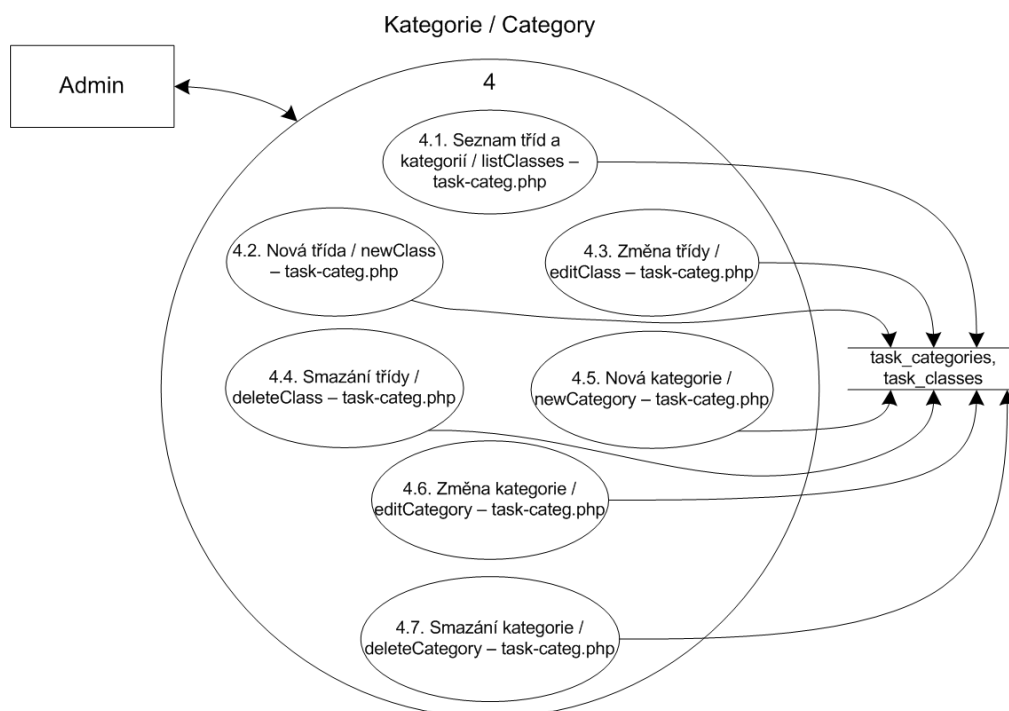 Kategorie / Category
Admin
4
4.1. Seznam tříd a
kategorií / listClasses –
task-categ.php
4.2. Nová třída / newClass
– task-categ.php
4.3. Změna třídy /
editClass – task-categ.php
task_categories,
task_classes
4.4. Smazání třídy /
deleteClass – task-categ.php
4.5. Nová kategorie /
newCategory – task-categ.php
4.6. Změna kategorie /
editCategory – task-categ.php
4.7. Smazání kategorie /
deleteCategory – task-categ.php